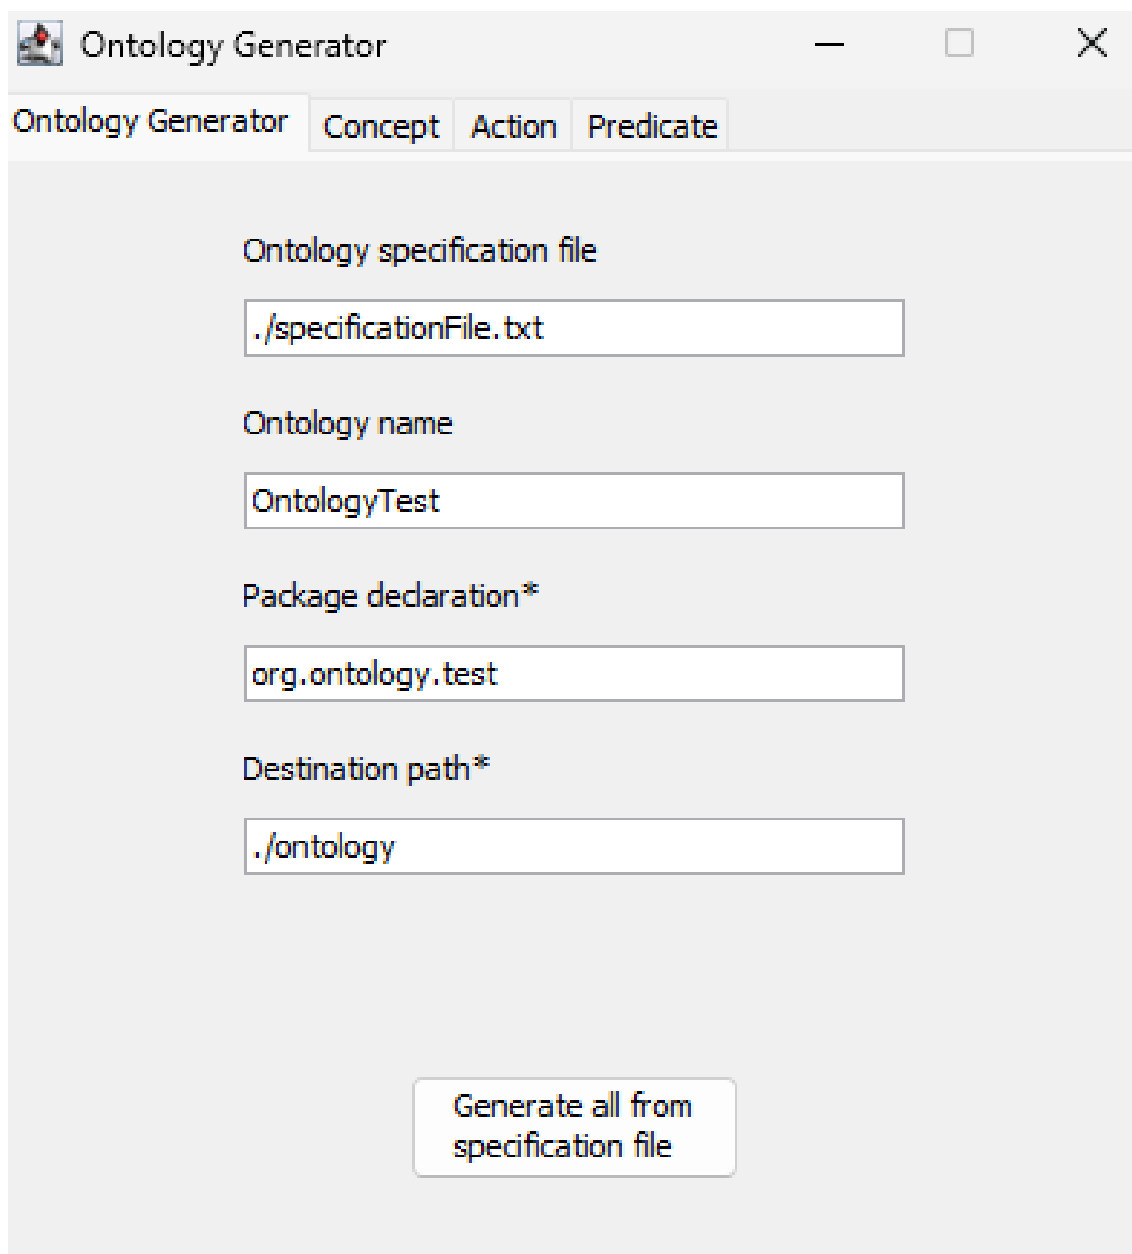 Ontology Generator
Ontology Generator Concept Action Predicate
Ontology specification file
./specificationFile.txt
Ontology name
OntologyTest
Package declaration*
org.ontology.test
Destination path*
./ontology
Generate all from
specification file